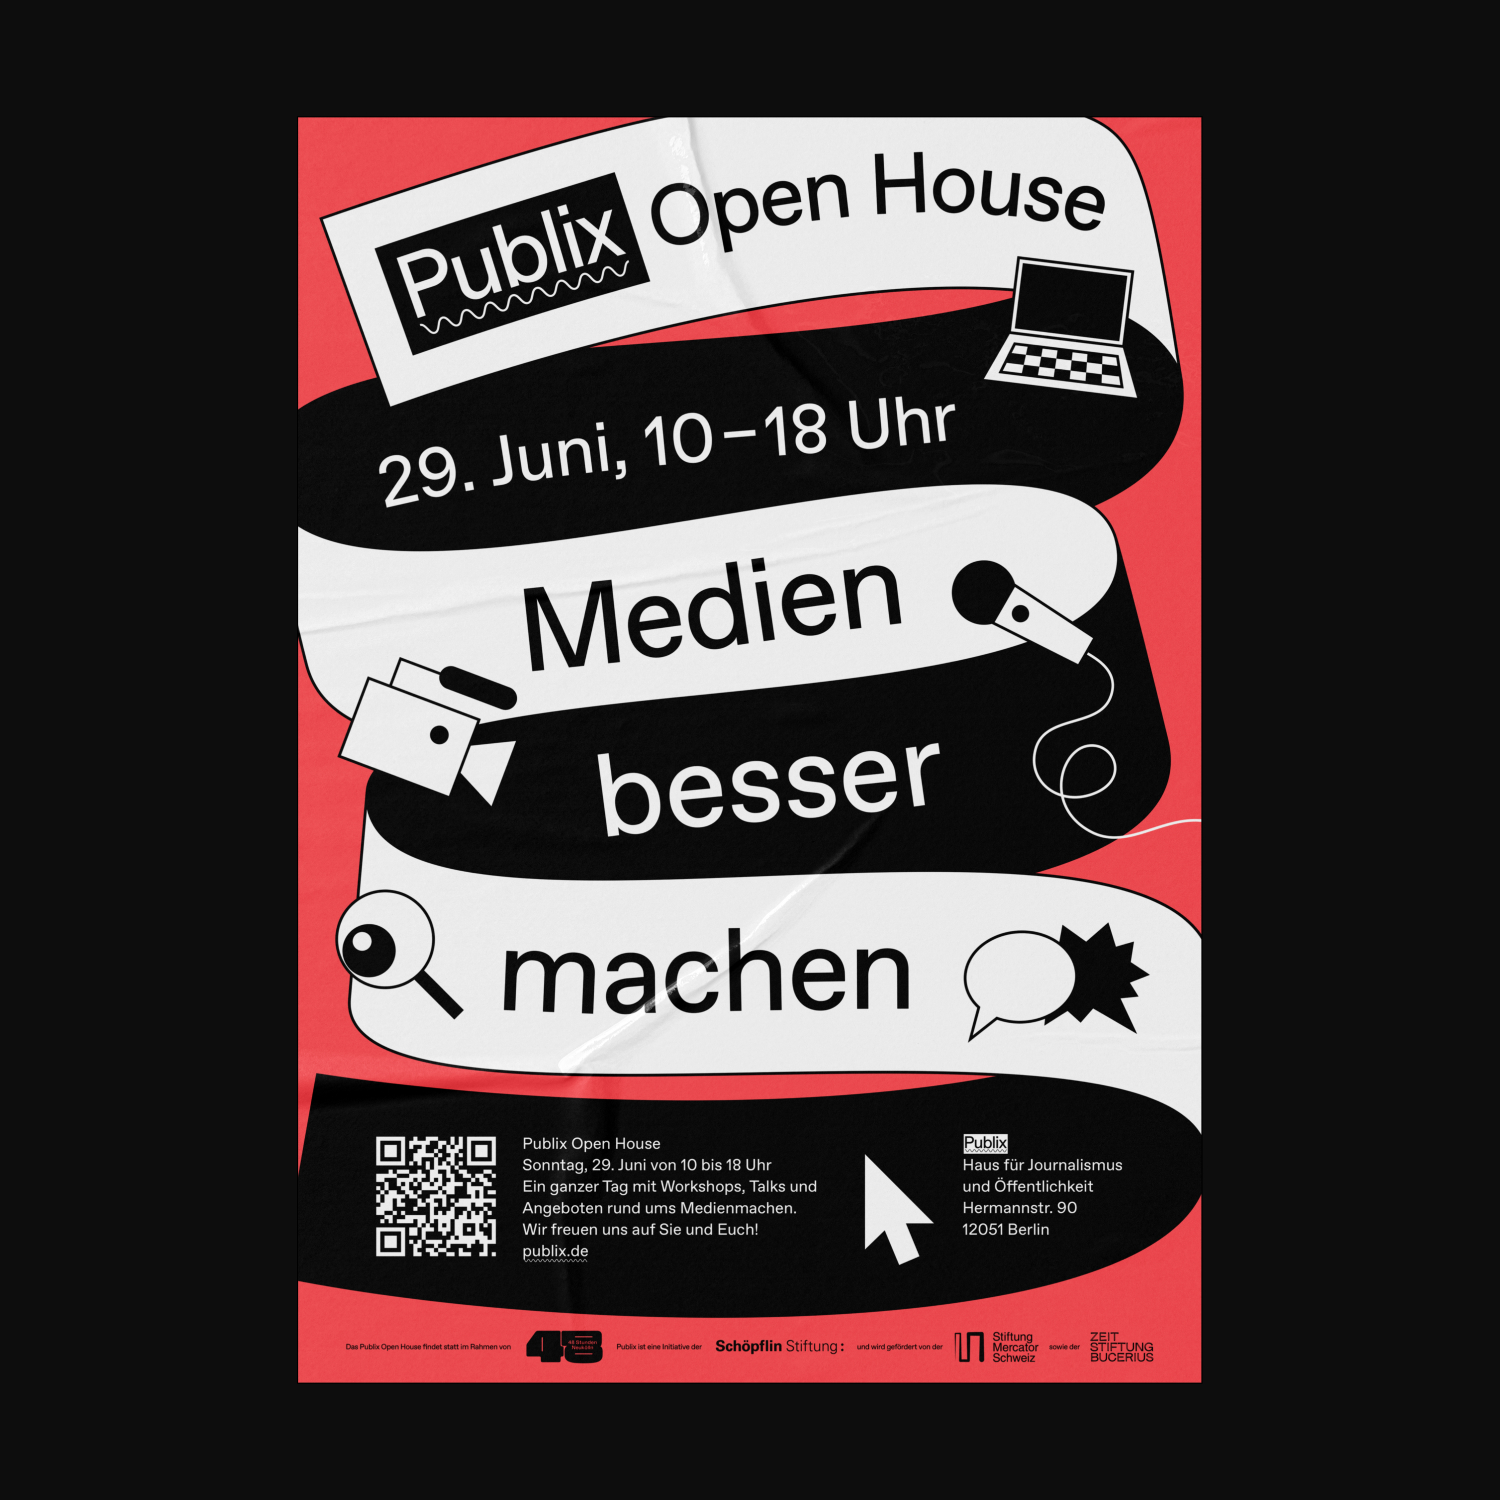 Publix Open House
29. Juni, 10–18 Uhr
Medien
besser
machen
Publix Open House
Sonntag, 29. Juni von 10 bis 18 Uhr
Ein ganzer Tag mit Workshops, Talks und
Angeboten rund ums Medienmachen.
Wir freuen uns auf Sie und Euch!
publix.de
Publix
Haus für Journalismus
und Öffentlichkeit
Hermannstr. 90
12051 Berlin
Das Publix Open House findet statt im Rahmen von
48
48 Stunden
Neukölln
Publix ist eine Initiative der
Schöpflin Stiftung:
und wird gefördert von der
Stiftung
Mercator
Schweiz
sowie der
ZEIT
STIFTUNG
BUCERIUS